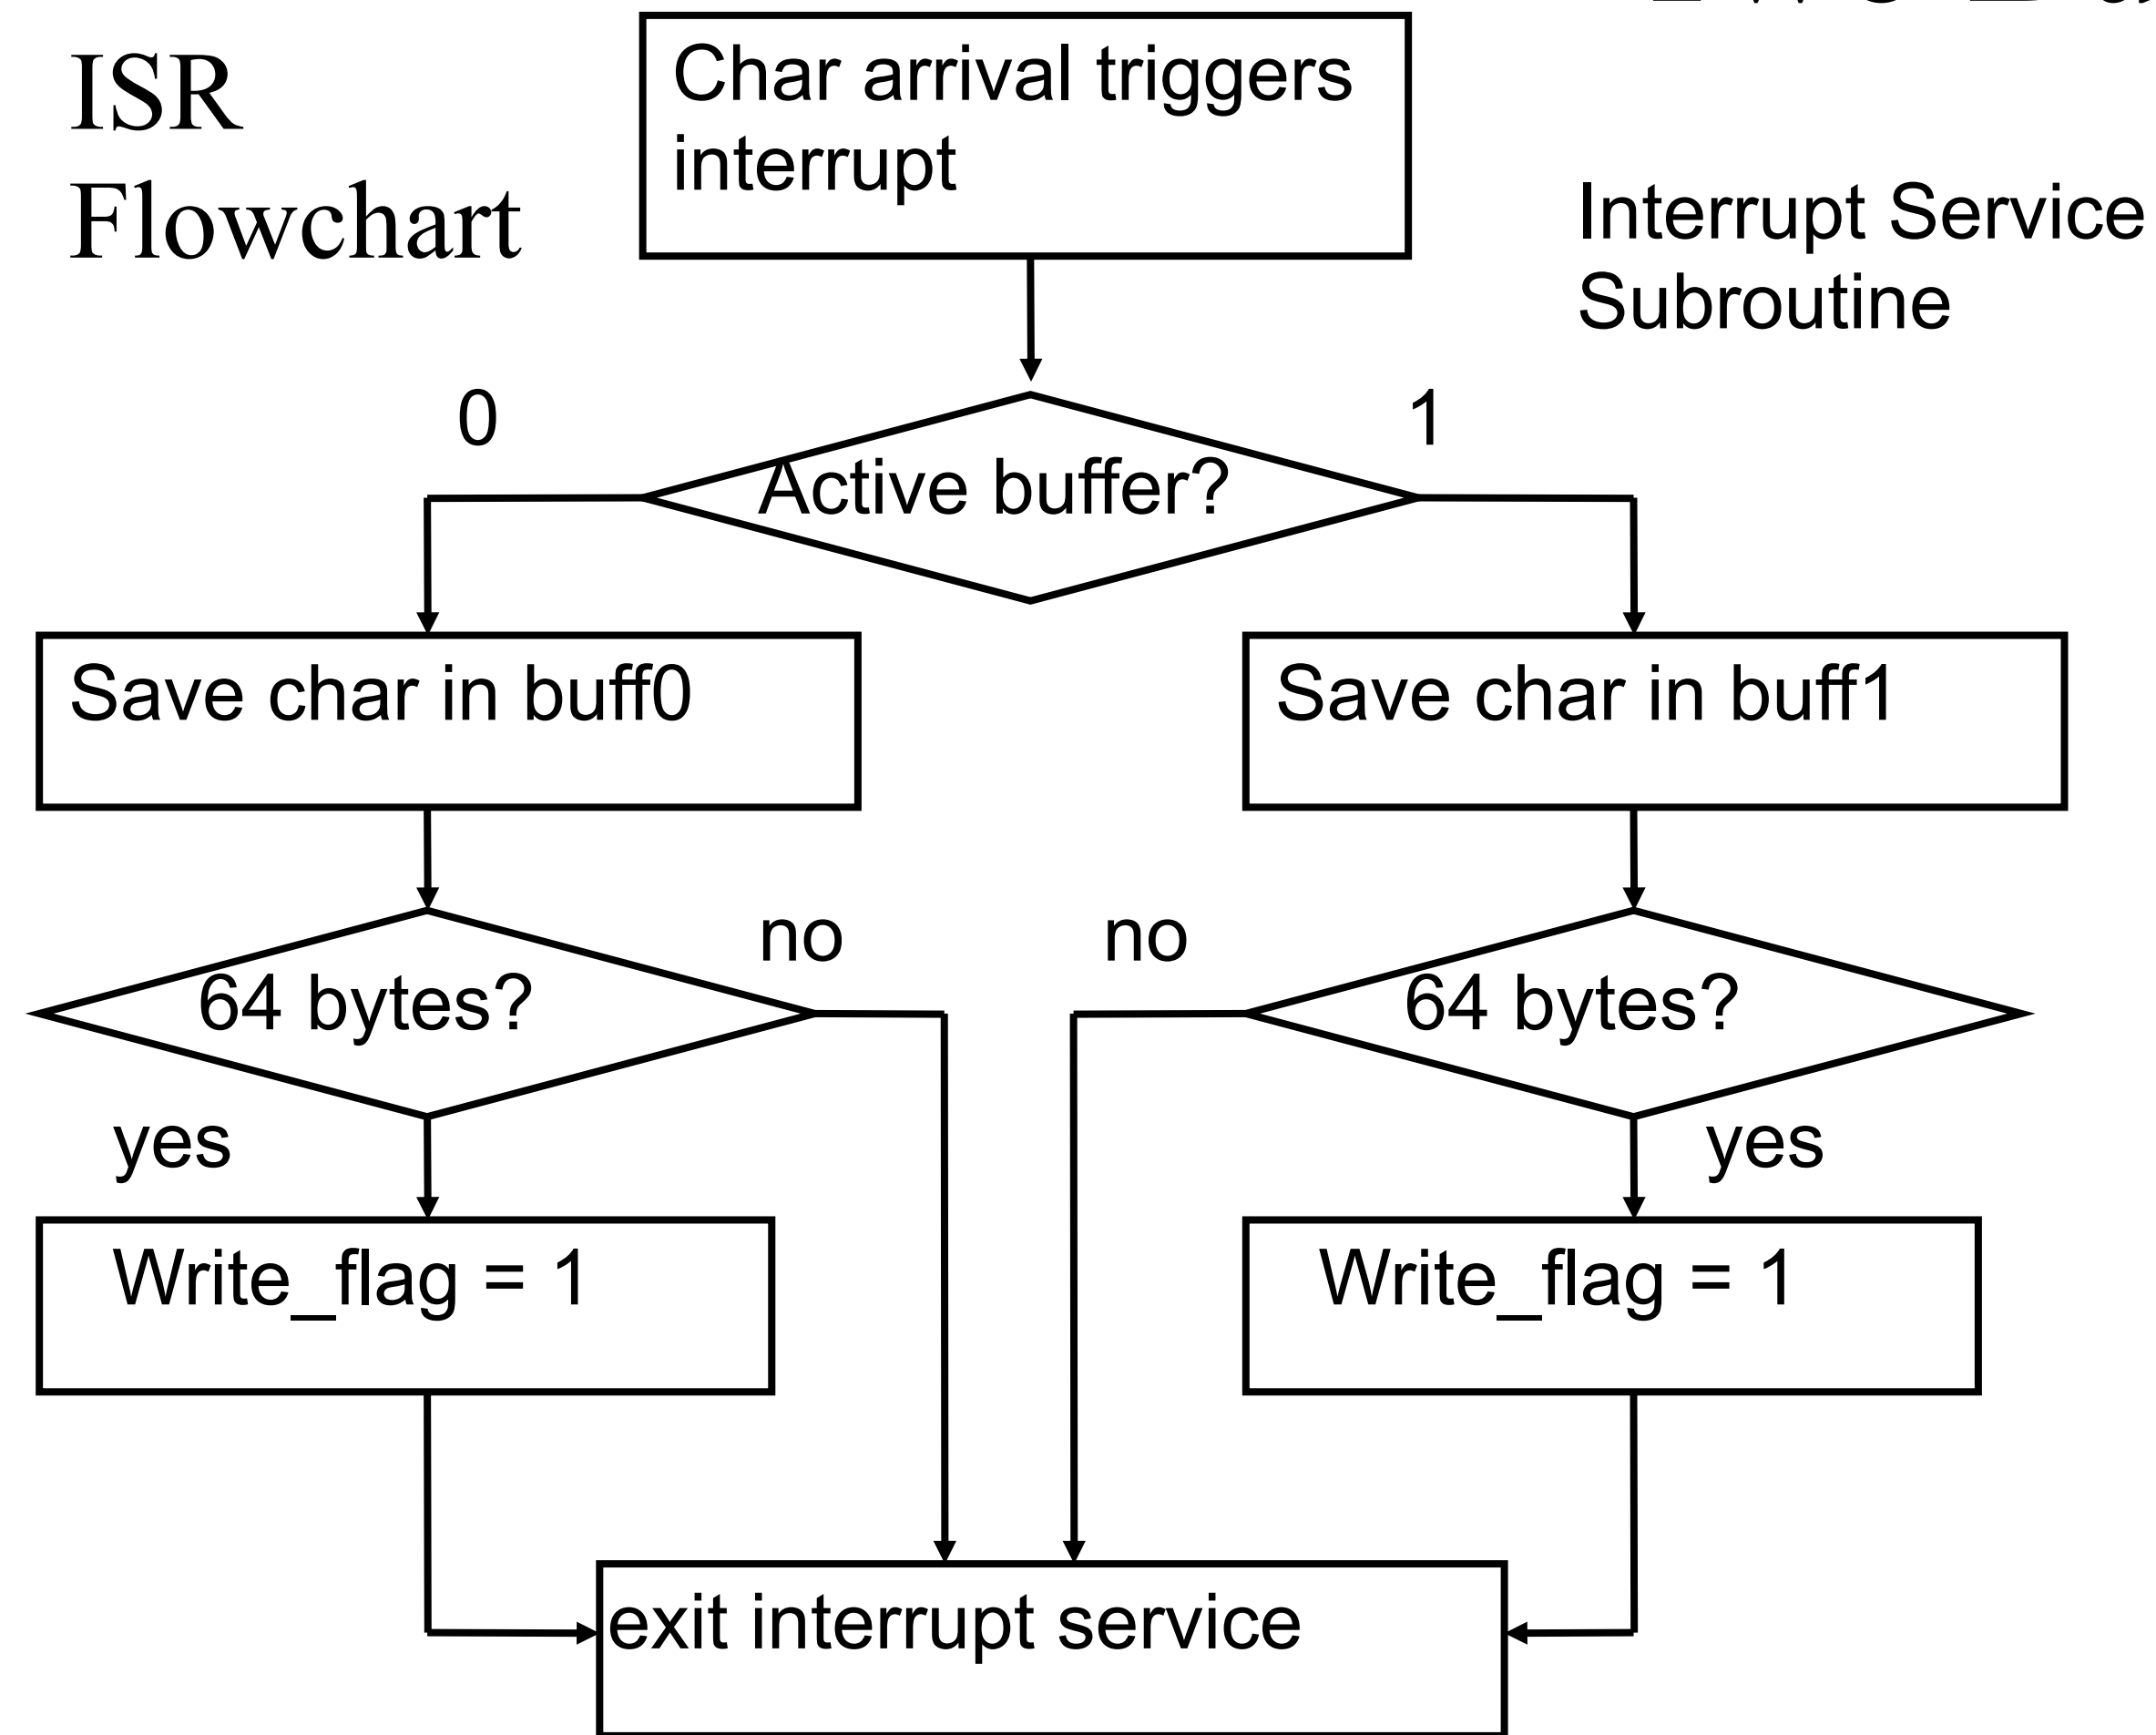 ISR
Flowchart
Char arrival triggers
interrupt
Interrupt Service
Subroutine
0
1
Active buffer?
Save char in buff0
Save char in buff1
no
no
64 bytes?
64 bytes?
yes
yes
Write_flag = 1
Write_flag = 1
exit interrupt service